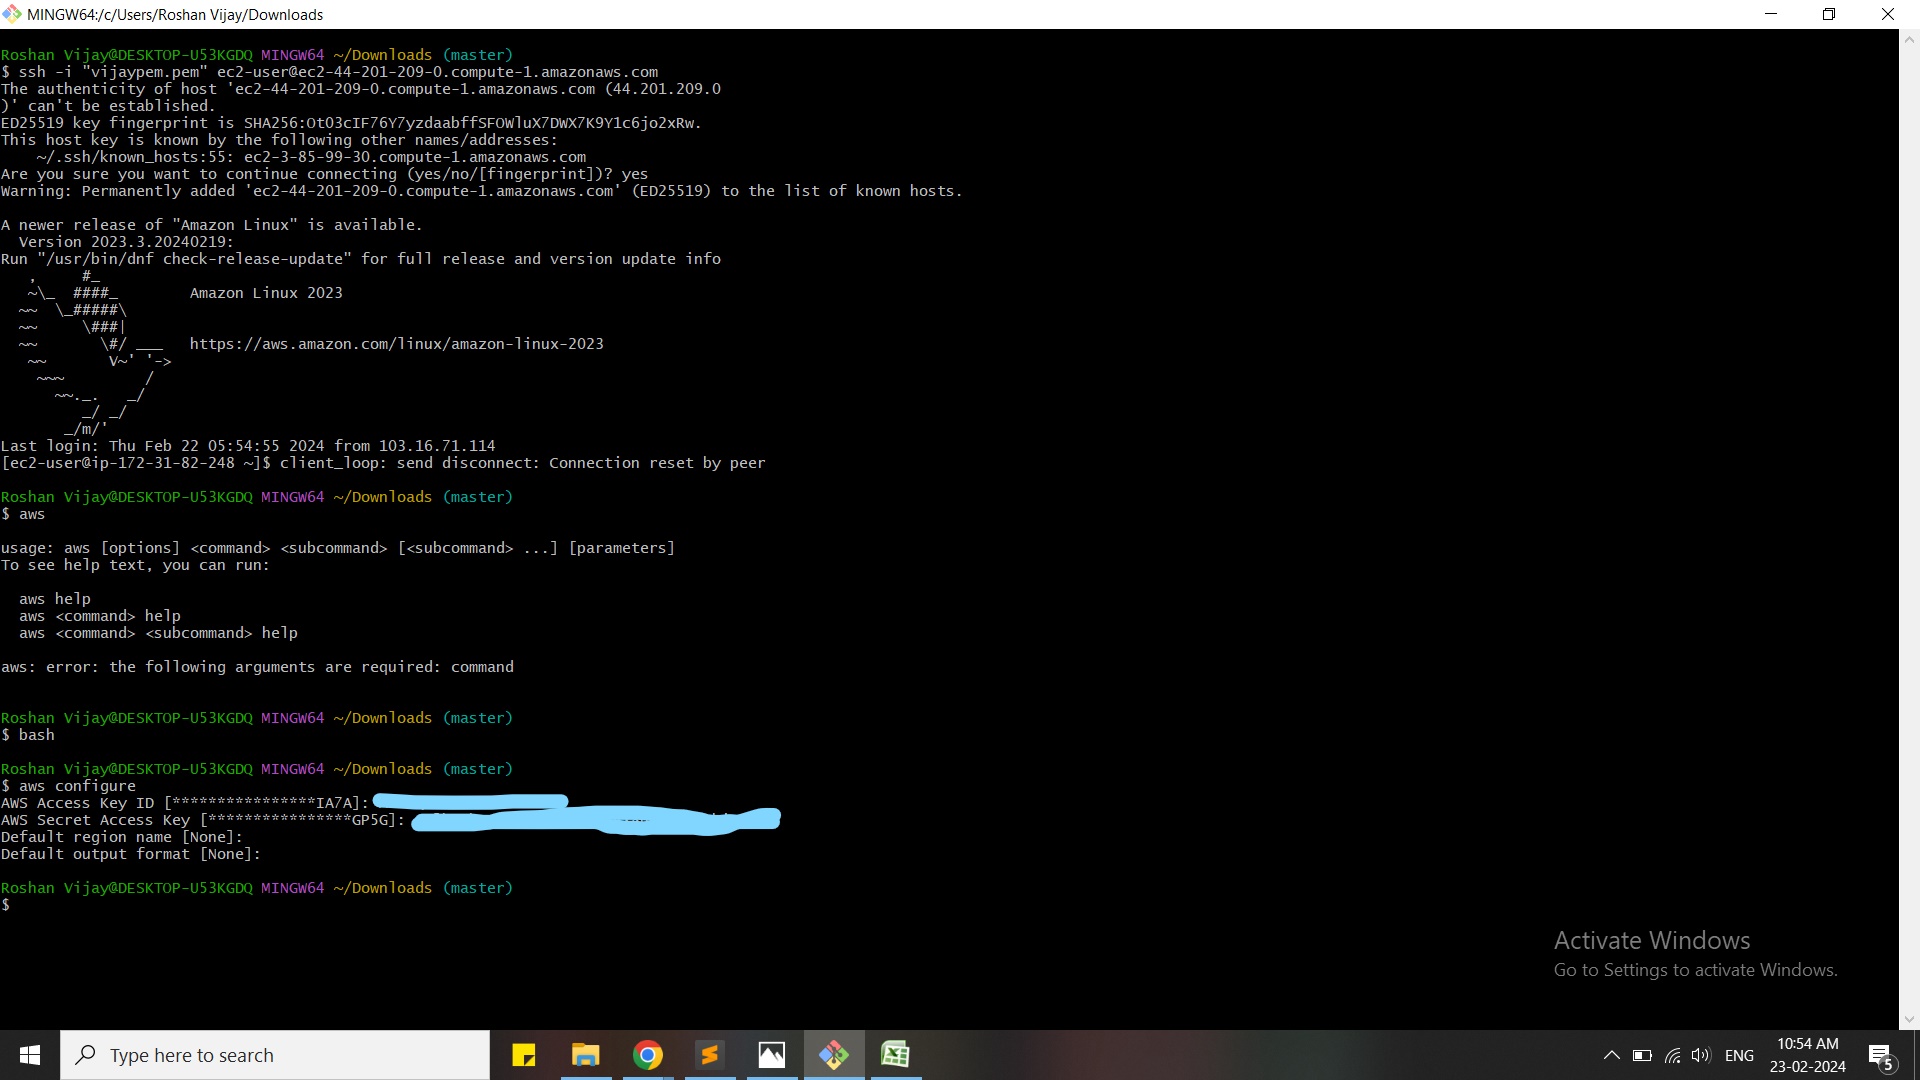 MINGW64:/c/Users/Roshan Vijay/Downloads
Roshan Vijay@DESKTOP-U53KGDQ MINGW64 ~/Downloads (master)
$ ssh -i "vijaypem.pem" ec2-user@ec2-44-201-209-0.compute-1.amazonaws.com
The authenticity of host 'ec2-44-201-209-0.compute-1.amazonaws.com (44.201.209.0
)' can't be established.
ED25519 key fingerprint is SHA256:Ot03cIF76Y7yzdaabffSFOWluX7DWX7K9Y1c6jo2xRw.
This host key is known by the following other names/addresses:
    ~/.ssh/known_hosts:55: ec2-3-85-99-30.compute-1.amazonaws.com
Are you sure you want to continue connecting (yes/no/[fingerprint])? yes
Warning: Permanently added 'ec2-44-201-209-0.compute-1.amazonaws.com' (ED25519) to the list of known hosts.
A newer release of "Amazon Linux" is available.
  Version 2023.3.20240219:
Run "/usr/bin/dnf check-release-update" for full release and version update info
   ,     #_
   ~\_  ####_        Amazon Linux 2023
  ~~  \_#####\
  ~~     \###|
  ~~       \#/ ___   https://aws.amazon.com/linux/amazon-linux-2023
   ~~       V~' '->
    ~~~         /
      ~~._.   _/
         _/ _/
       _/m/'
Last login: Thu Feb 22 05:54:55 2024 from 103.16.71.114
[ec2-user@ip-172-31-82-248 ~]$ client_loop: send disconnect: Connection reset by peer
Roshan Vijay@DESKTOP-U53KGDQ MINGW64 ~/Downloads (master)
$ aws
usage: aws [options] <command> <subcommand> [<subcommand> ...] [parameters]
To see help text, you can run:
  aws help
  aws <command> help
  aws <command> <subcommand> help
aws: error: the following arguments are required: command
Roshan Vijay@DESKTOP-U53KGDQ MINGW64 ~/Downloads (master)
$ bash
Roshan Vijay@DESKTOP-U53KGDQ MINGW64 ~/Downloads (master)
$ aws configure
AWS Access Key ID [****************IA7A]:
AWS Secret Access Key [****************GP5G]:
Default region name [None]:
Default output format [None]:
Roshan Vijay@DESKTOP-U53KGDQ MINGW64 ~/Downloads (master)
$
Activate Windows
Go to Settings to activate Windows.
Type here to search
ENG
10:54 AM
23-02-2024
5